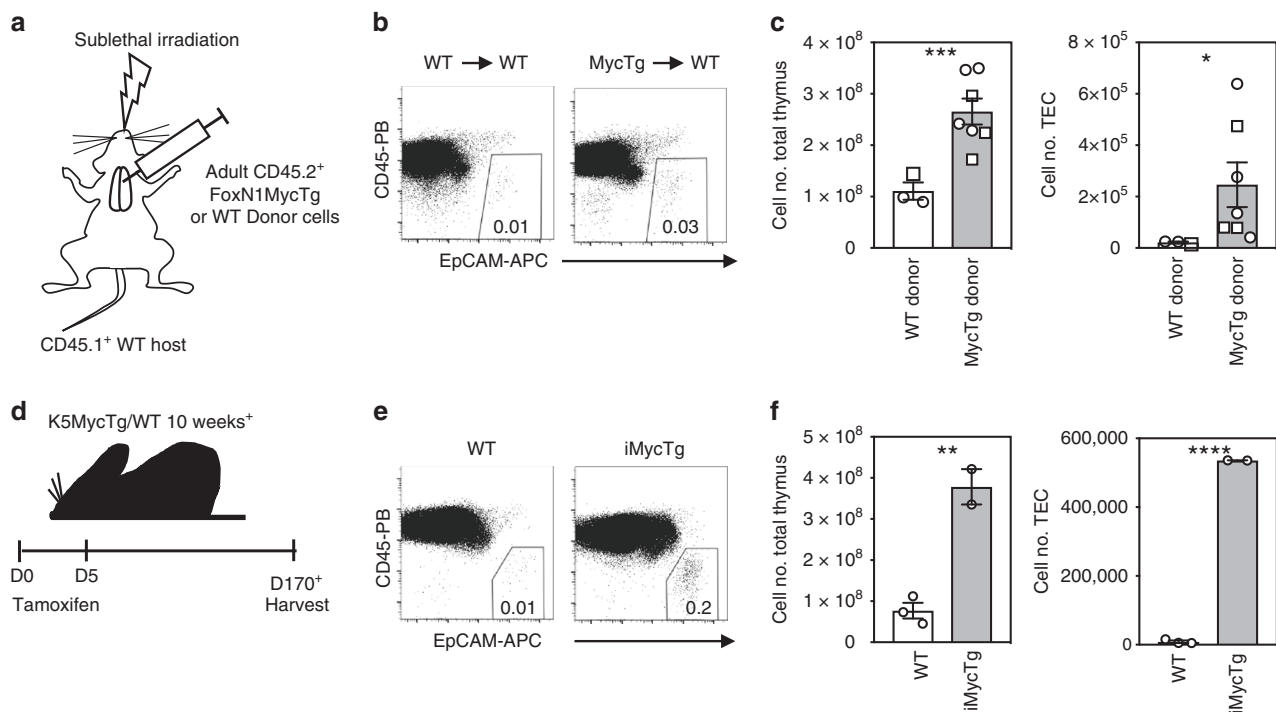 a
Sublethal irradiation
Adult CD45.2⁺
FoxN1MycTg
or WT Donor cells
CD45.1⁺ WT host
b
WT → WT
MycTg → WT
CD45-PB
0.01
0.03
EpCAM-APC
c
Cell no. total thymus
4 × 10⁸
3 × 10⁸
2 × 10⁸
1 × 10⁸
0
***
WT donor
MycTg donor
Cell no. TEC
8 × 10⁵
6×10⁵
4×10⁵
2×10⁵
0
*
WT donor
MycTg donor
d
K5MycTg/WT 10 weeks⁺
D0
D5
D170⁺
Tamoxifen
Harvest
e
WT
iMycTg
CD45-PB
0.01
0.2
EpCAM-APC
f
Cell no. total thymus
5 × 10⁸
4 × 10⁸
3 × 10⁸
2 × 10⁸
1 × 10⁸
0
**
WT
iMycTg
Cell no. TEC
600,000
400,000
200,000
0
****
WT
iMycTg